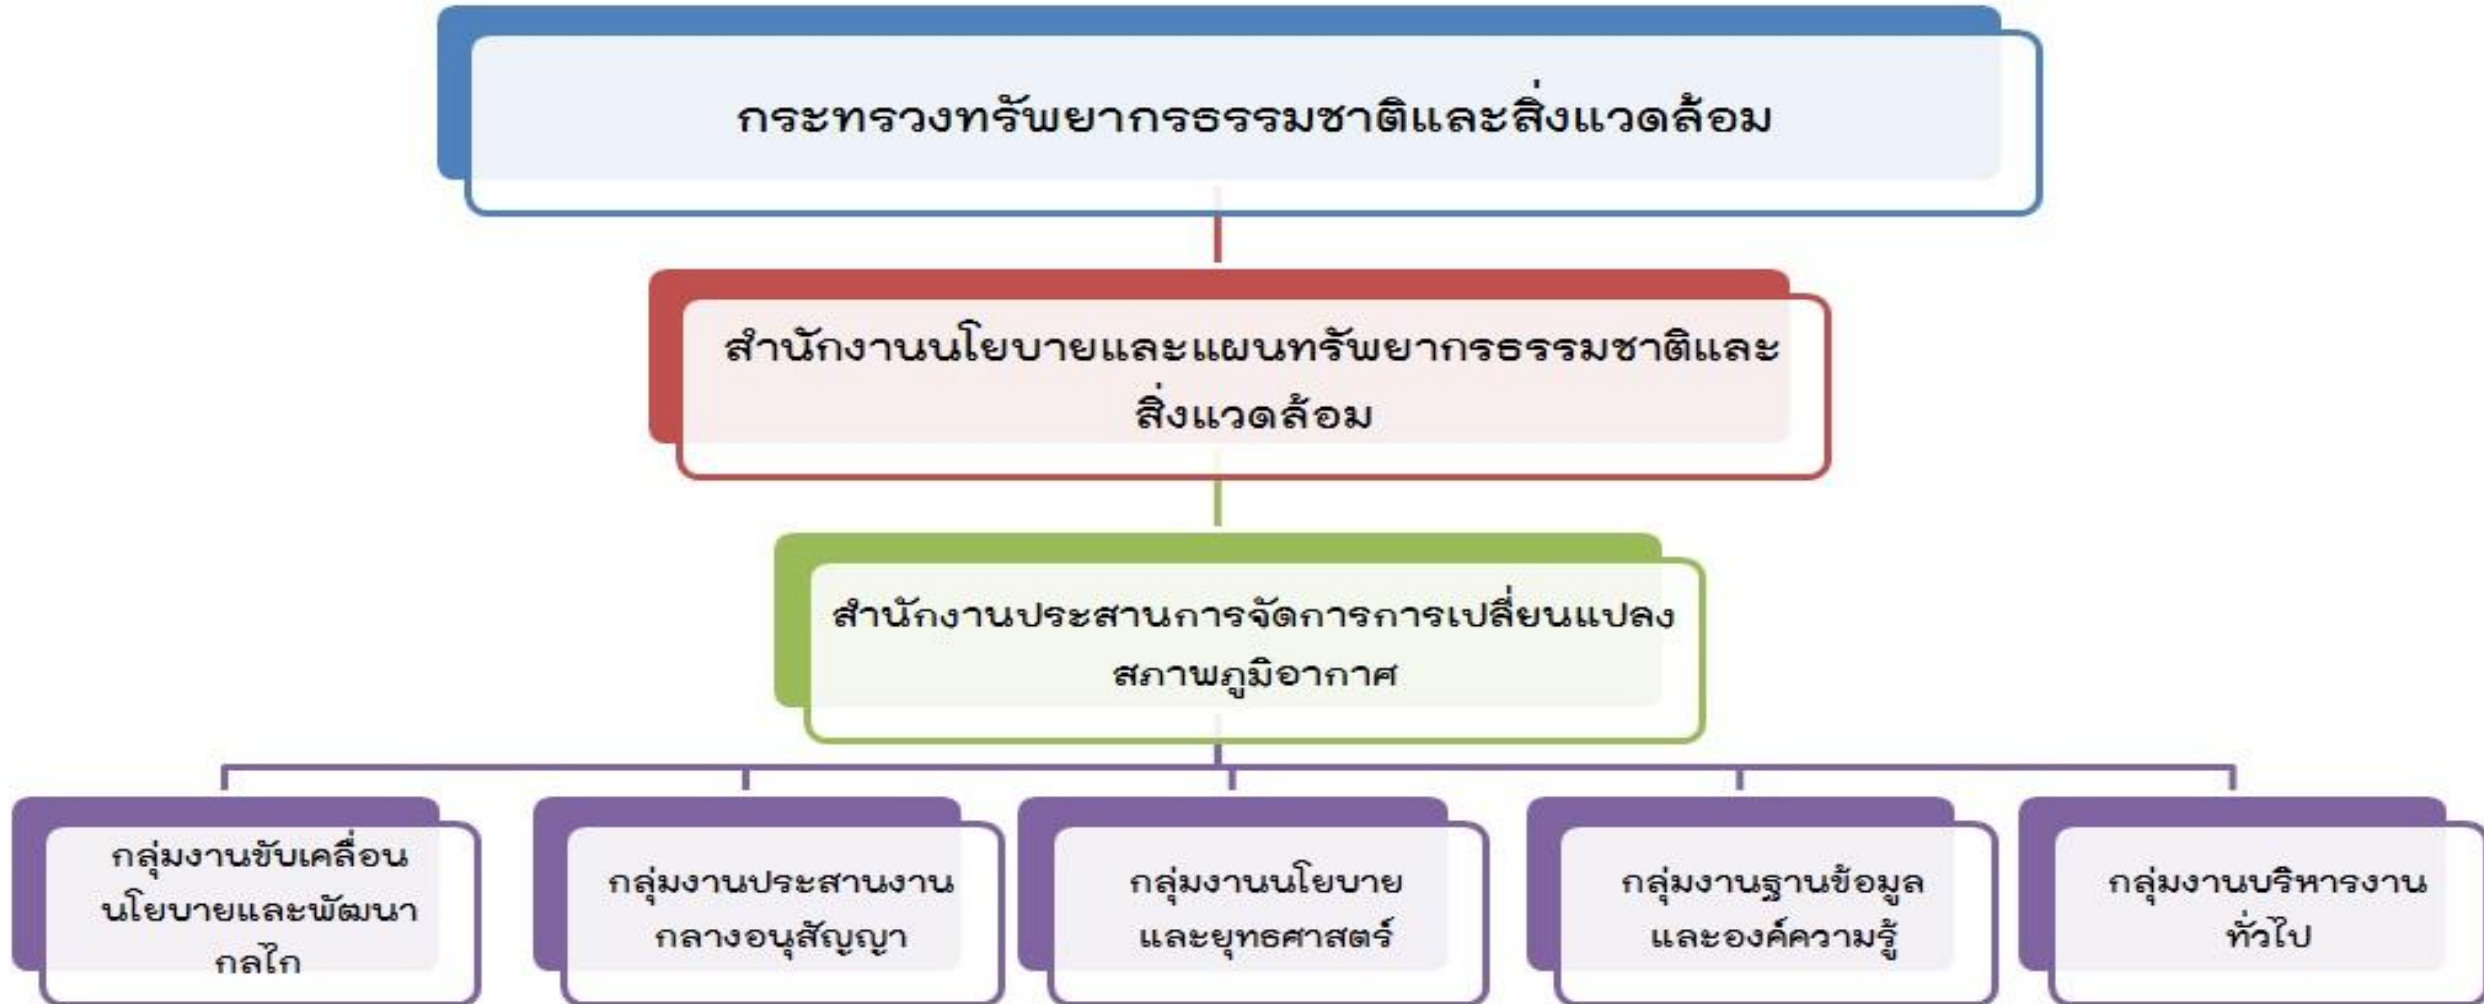 กระทรวงทรัพยากรธรรมชาติและสิ่งแวดล้อม
สำนักงานนโยบายและแผนทรัพยากรธรรมชาติและ
สิ่งแวดล้อม
สำนักงานประสานการจัดการการเปลี่ยนแปลง
สภาพภูมิอากาศ
กลุ่มงานขับเคลื่อน
นโยบายและพัฒนา
กลไก
กลุ่มงานประสานงาน
กลางอนุสัญญา
กลุ่มงานนโยบาย
และยุทธศาสตร์
กลุ่มงานฐานข้อมูล
และองค์ความรู้
กลุ่มงานบริหารงาน
ทั่วไป